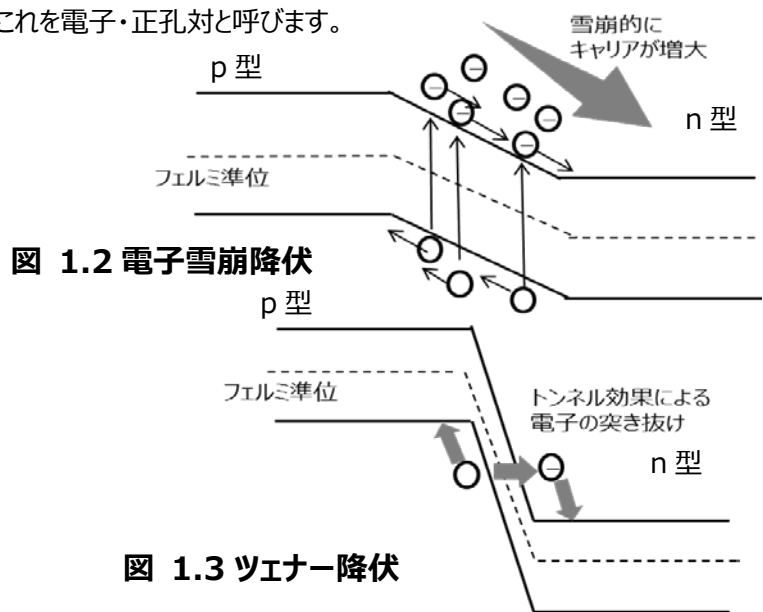 これを電子・正孔対と呼びます。
雪崩的に
キャリアが増大
p 型
n 型
フェルミ準位
図 1.2 電子雪崩降伏
p 型
フェルミ準位
トンネル効果による
電子の突き抜け
n 型
図 1.3 ツェナー降伏